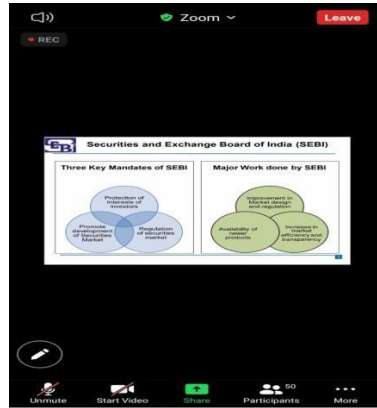 Zoom
Leave
REC
SEBI
Securities and Exchange Board of India (SEBI)
Three Key Mandates of SEBI
Major Work done by SEBI
Protection of
interests of
investors
Promote
development
of Securities
Market
Regulation
of securities
market
Improvement in
Market design
and regulation
Availability of
newer
products
Increase in
market
efficiency and
transparency
Unmute
Start Video
Share
50
Participants
More